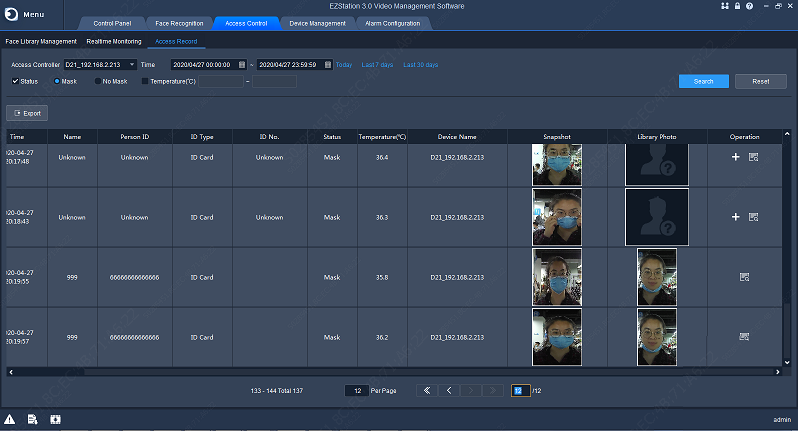 EZStation 3.0 Video Management Software
Menu
Control Panel Face Recognition Access Control Device Management Alarm Configuration
Face Library Management Realtime Monitoring Access Record
Access Controller D21_192.168.2.213 Time 2020/04/27 00:00:00 ~ 2020/04/27 23:59:59 Today Last 7 days Last 30 days
Status Mask No Mask Temperature(℃) ~ Search Reset
Export
Time Name Person ID ID Type ID No. Status Temperature(℃) Device Name Snapshot Library Photo Operation
020-04-27
20:17:48 Unknown Unknown ID Card Unknown Mask 36.4 D21_192.168.2.213
020-04-27
20:18:43 Unknown Unknown ID Card Unknown Mask 36.3 D21_192.168.2.213
020-04-27
20:19:55 999 66666666666666 ID Card Mask 35.8 D21_192.168.2.213
020-04-27
20:19:57 999 66666666666666 ID Card Mask 36.2 D21_192.168.2.213
133 - 144 Total 137 12 Per Page 12 /12
admin